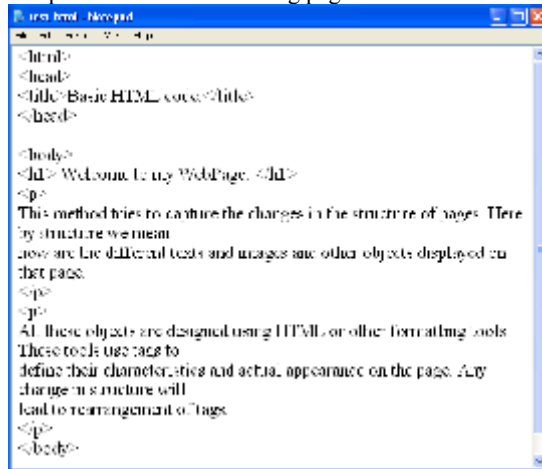 test.html - Notepad
<html>
<head>
<title>Basic HTML code</title>
</head>
<body>
<h1> Welcome to my WebPage. </h1>
<p>
This method tries to capture the changes in the structure of pages. Here
by structure we mean
how are the different texts and images and other objects displayed on
that page.
</p>
<p>
All these objects are designed using HTML or other formatting tools
These tools use tags to
define their characteristics and actual appearance on the page. Any
change in structure will
lead to rearrangement of tags
</p>
</body>